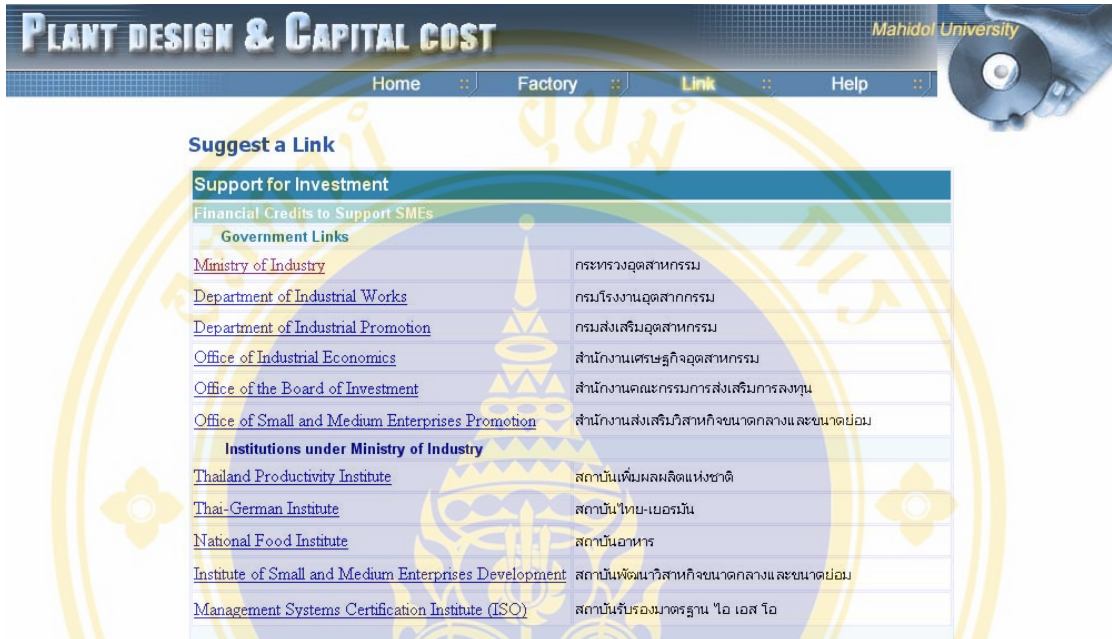 PLANT DESIGN & CAPITAL COST
Mahidol University
Home Factory Link Help
Suggest a Link
Support for Investment
Financial Credits to Support SMEs
Government Links
Ministry of Industry กระทรวงอุตสาหกรรม
Department of Industrial Works กรมโรงงานอุตสากกรรม
Department of Industrial Promotion กรมส่งเสริมอุตสาหกรรม
Office of Industrial Economics สำนักงานเศรษฐกิจอุตสาหกรรม
Office of the Board of Investment สำนักงานคณะกรรมการส่งเสริมการลงทุน
Office of Small and Medium Enterprises Promotion สำนักงานส่งเสริมวิสาหกิจขนาดกลางและขนาดย่อม
Institutions under Ministry of Industry
Thailand Productivity Institute สถาบันเพิ่มผลผลิตแห่งชาติ
Thai-German Institute สถาบันไทย-เยอรมัน
National Food Institute สถาบันอาหาร
Institute of Small and Medium Enterprises Development สถาบันพัฒนาวิสาหกิจขนาดกลางและขนาดย่อม
Management Systems Certification Institute (ISO) สถาบันรับรองมาตรฐาน ไอ เอส โอ